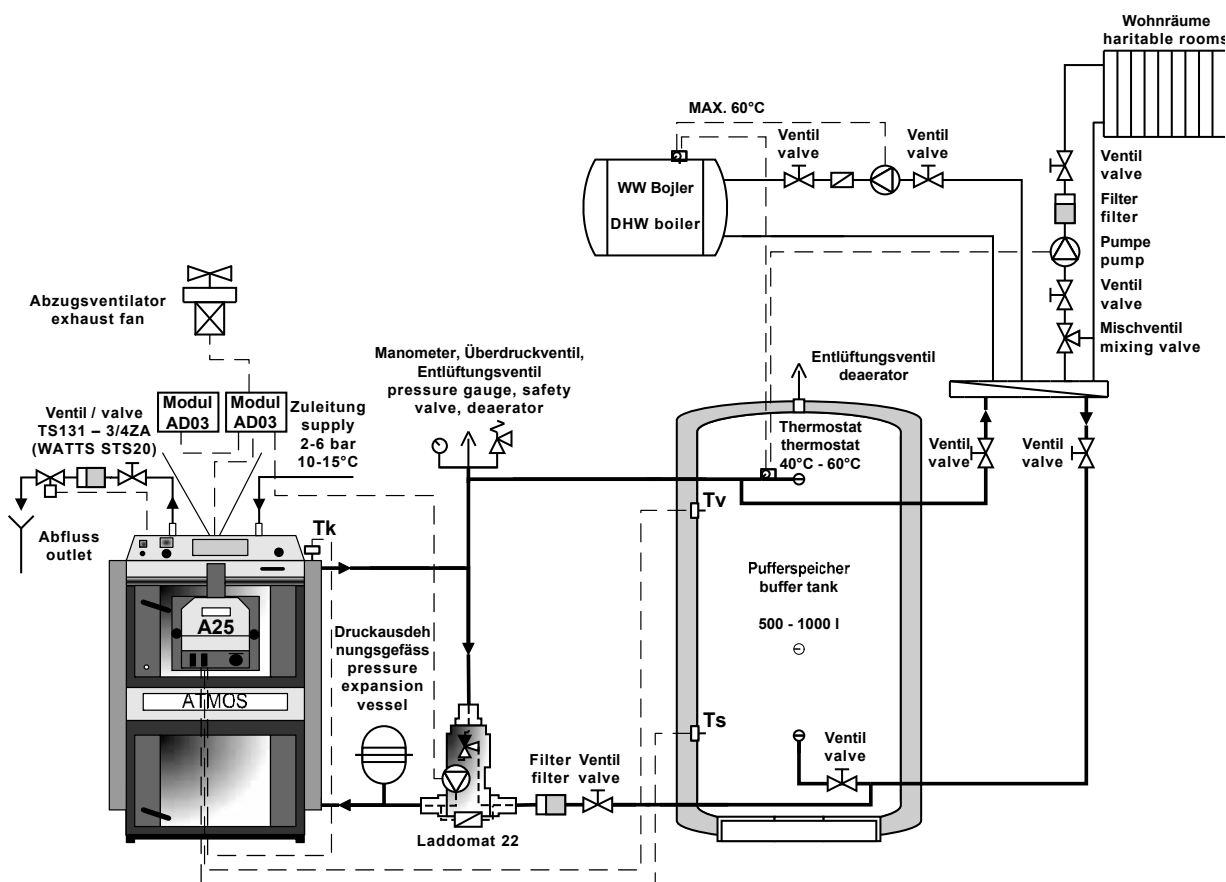 Wohnräume
haritable rooms
MAX. 60°C
Ventil
valve
Ventil
valve
WW Bojler
DHW boiler
Ventil
valve
Filter
filter
Pumpe
pump
Ventil
valve
Mischventil
mixing valve
Abzugsventilator
exhaust fan
Manometer, Überdruckventil,
Entlüftungsventil
pressure gauge, safety
valve, deaerator
Entlüftungsventil
deaerator
Ventil / valve
TS131 – 3/4ZA
(WATTS STS20)
Modul
AD03
Modul
AD03
Zuleitung
supply
2-6 bar
10-15°C
Thermostat
thermostat
40°C - 60°C
Ventil
valve
Ventil
valve
Tv
Abfluss
outlet
Tk
Pufferspeicher
buffer tank
500 - 1000 l
A25
ATMOS
Druckausdeh
nungsgefäss
pressure
expansion
vessel
Ts
Filter
filter
Ventil
valve
Ventil
valve
Laddomat 22